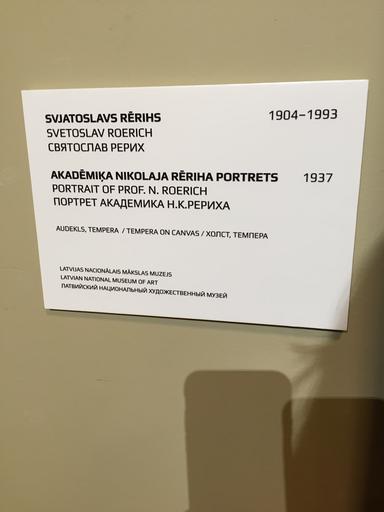 SVJATOSLAVS RĒRIHS 1904–1993
SVETOSLAV ROERICH
СВЯТОСЛАВ РЕРИХ
AKADĒMIĶA NIKOLAJA RĒRIHA PORTRETS 1937
PORTRAIT OF PROF. N. ROERICH
ПОРТРЕТ АКАДЕМИКА Н.К.РЕРИХА
AUDEKLS, TEMPERA / TEMPERA ON CANVAS / ХОЛСТ, ТЕМПЕРА
LATVIJAS NACIONĀLAIS MĀKSLAS MUZEJS
LATVIAN NATIONAL MUSEUM OF ART
ЛАТВИЙСКИЙ НАЦИОНАЛЬНЫЙ ХУДОЖЕСТВЕННЫЙ МУЗЕЙ